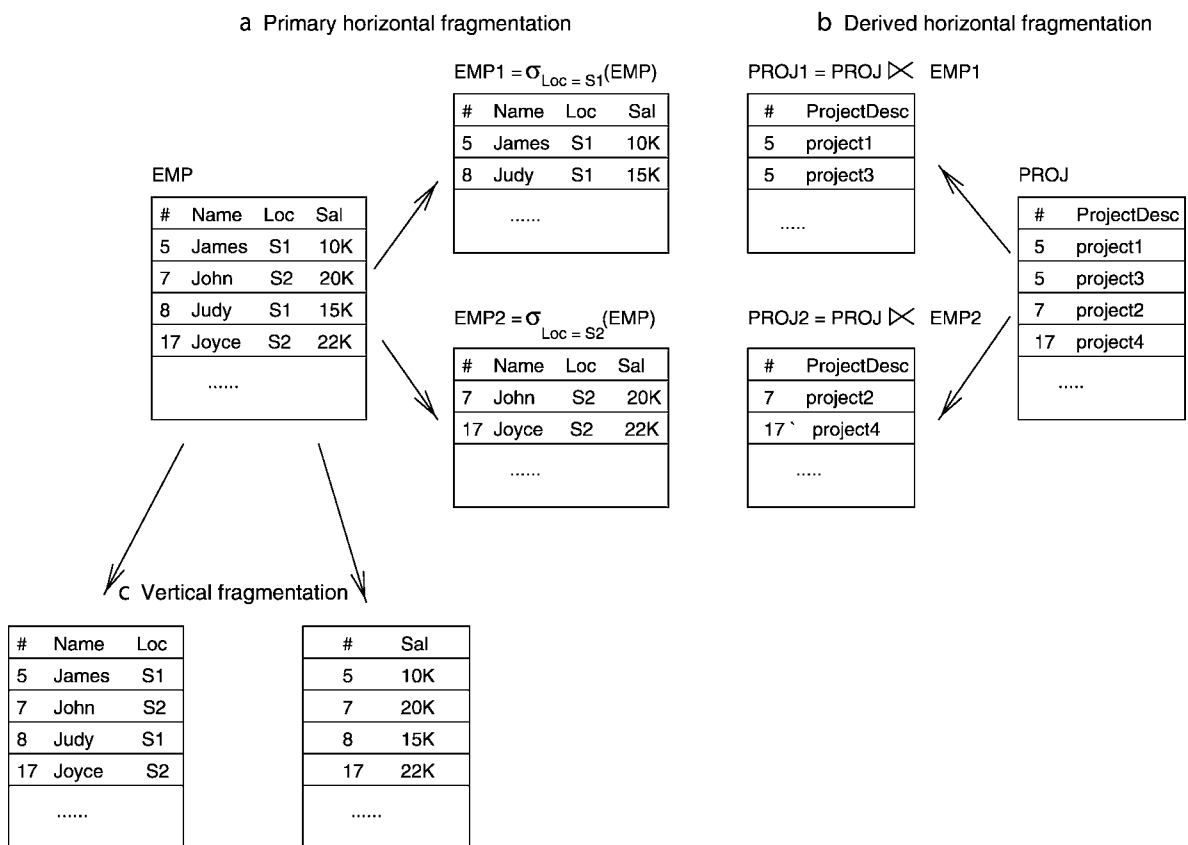 a Primary horizontal fragmentation
b Derived horizontal fragmentation
EMP1 = σ Loc = S1 (EMP)
# Name Loc Sal
5 James S1 10K
8 Judy S1 15K
......
PROJ1 = PROJ ⋉ EMP1
# ProjectDesc
5 project1
5 project3
.....
EMP
# Name Loc Sal
5 James S1 10K
7 John S2 20K
8 Judy S1 15K
17 Joyce S2 22K
......
PROJ
# ProjectDesc
5 project1
5 project3
7 project2
17 project4
.....
EMP2 = σ Loc = S2 (EMP)
# Name Loc Sal
7 John S2 20K
17 Joyce S2 22K
......
PROJ2 = PROJ ⋉ EMP2
# ProjectDesc
7 project2
17 ` project4
.....
c Vertical fragmentation
# Name Loc
5 James S1
7 John S2
8 Judy S1
17 Joyce S2
......
# Sal
5 10K
7 20K
8 15K
17 22K
......